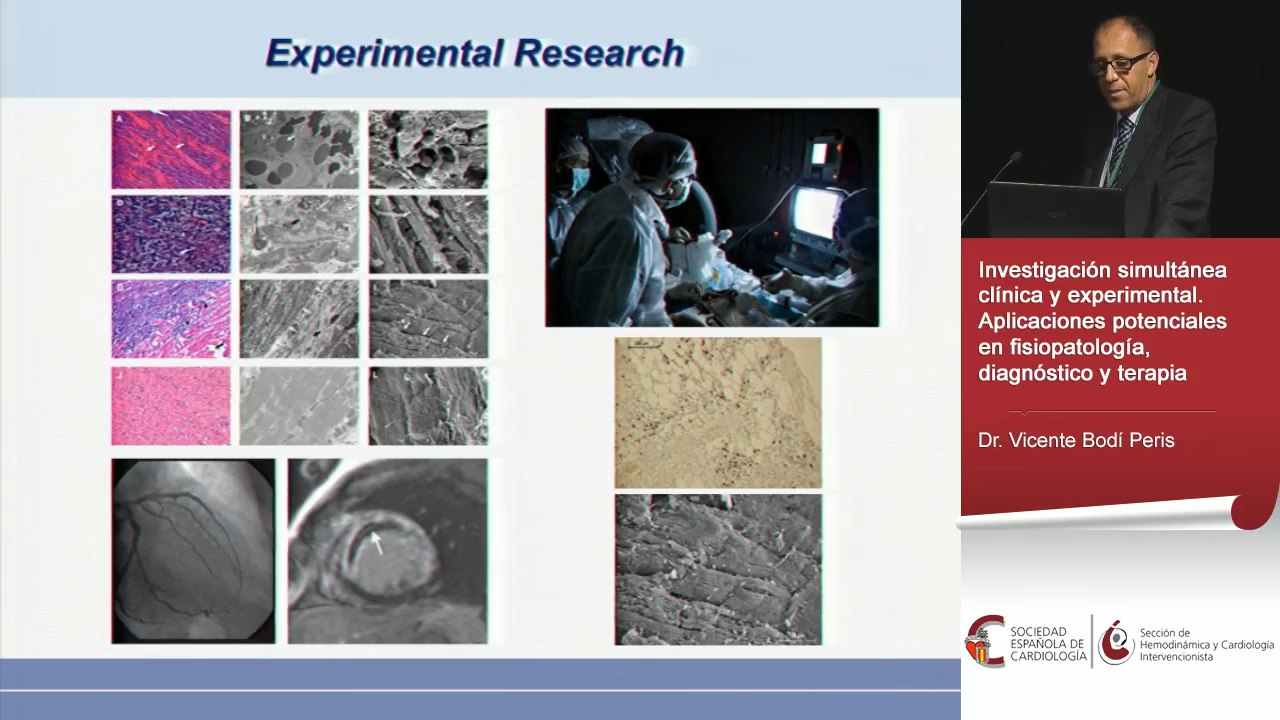 Experimental Research
A
B
D
G
L
Investigación simultánea
clínica y experimental.
Aplicaciones potenciales
en fisiopatología,
diagnóstico y terapia
Dr. Vicente Bodí Peris
SOCIEDAD
ESPAÑOLA DE
CARDIOLOGÍA
Sección de
Hemodinámica y Cardiología
Intervencionista